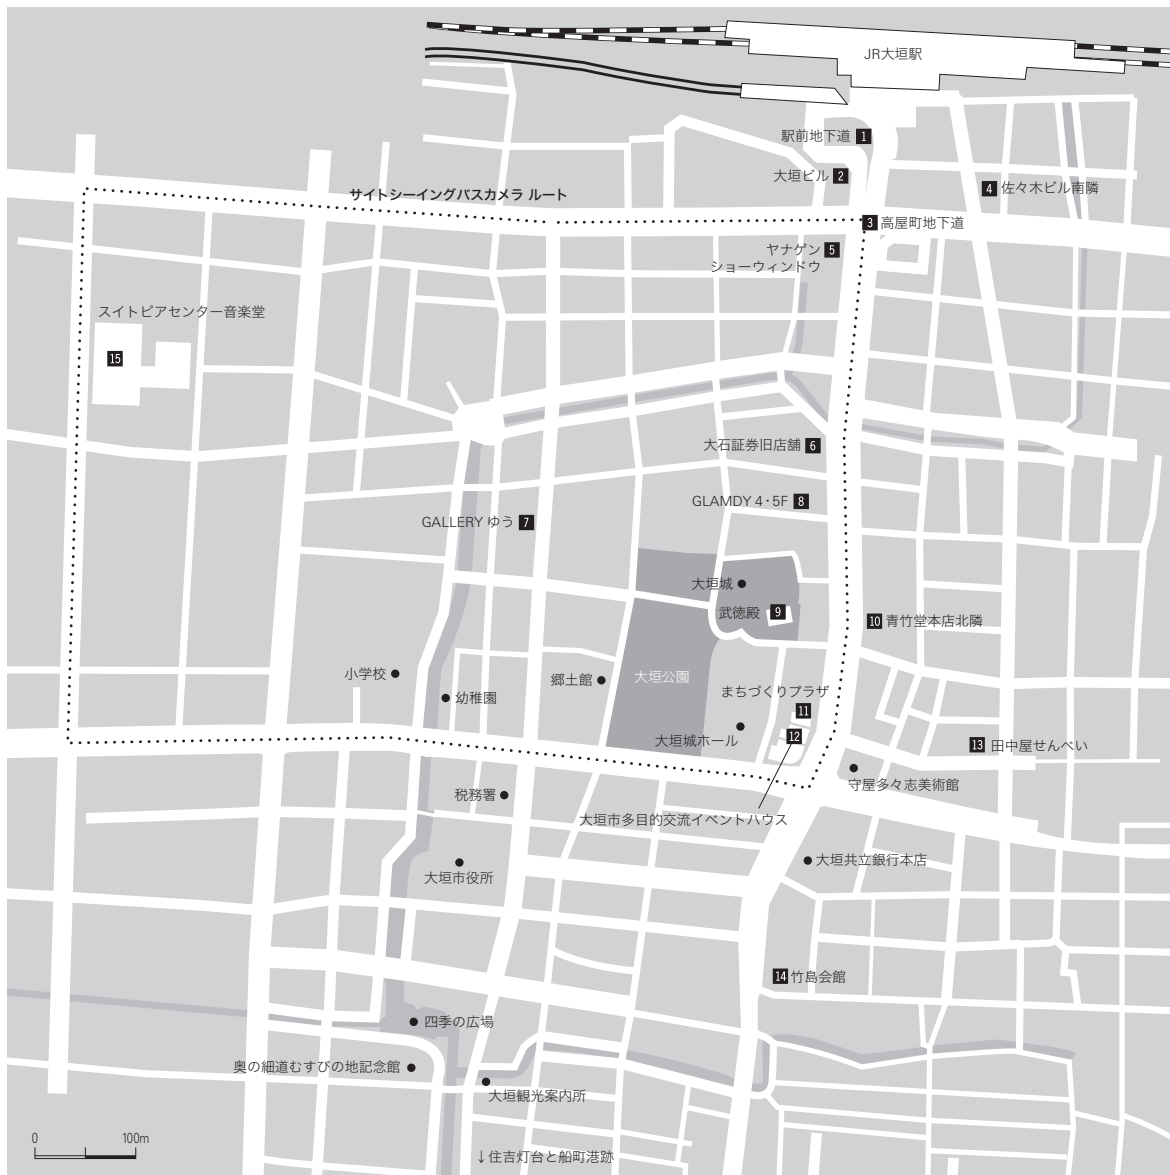 JR大垣駅
駅前地下道 1
大垣ビル 2
4 佐々木ビル南隣
サイトシーイングバスカメラ ルート
3 高屋町地下道
ヤナゲン 5
ショーウィンドウ
スイトピアセンター音楽堂
15
大石証券旧店舗 6
GLAMDY 4・5F 8
GALLERY ゆう 7
大垣城
武徳殿 9
10 青竹堂本店北隣
小学校
郷土館
大垣公園
幼稚園
まちづくりプラザ
11
大垣城ホール
12
13 田中屋せんべい
守屋多々志美術館
税務署
大垣市多目的交流イベントハウス
大垣共立銀行本店
大垣市役所
14 竹島会館
四季の広場
奥の細道むすびの地記念館
大垣観光案内所
0 100m
↓住吉灯台と船町港跡